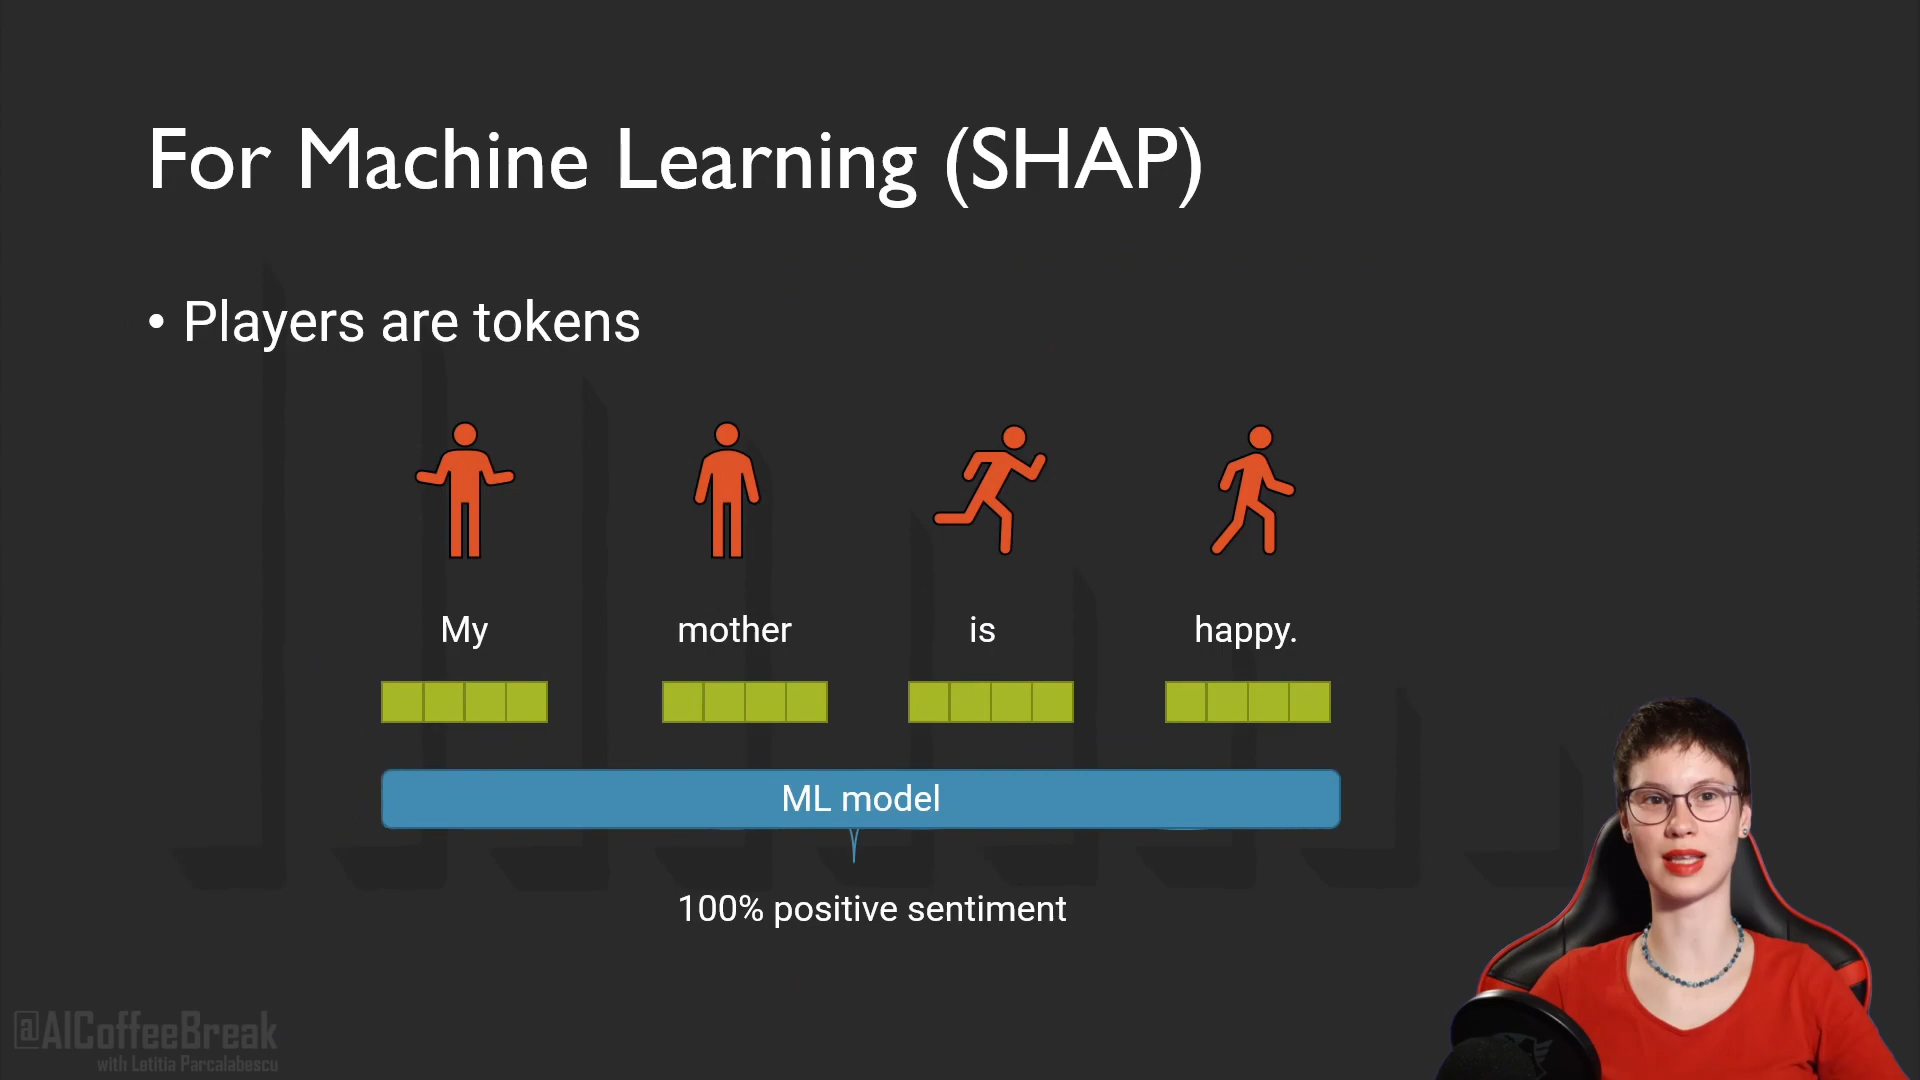 For Machine Learning (SHAP)
• Players are tokens
My mother is happy.
ML model
100% positive sentiment
@AICoffeeBreak
with Letitia Parcalabescu